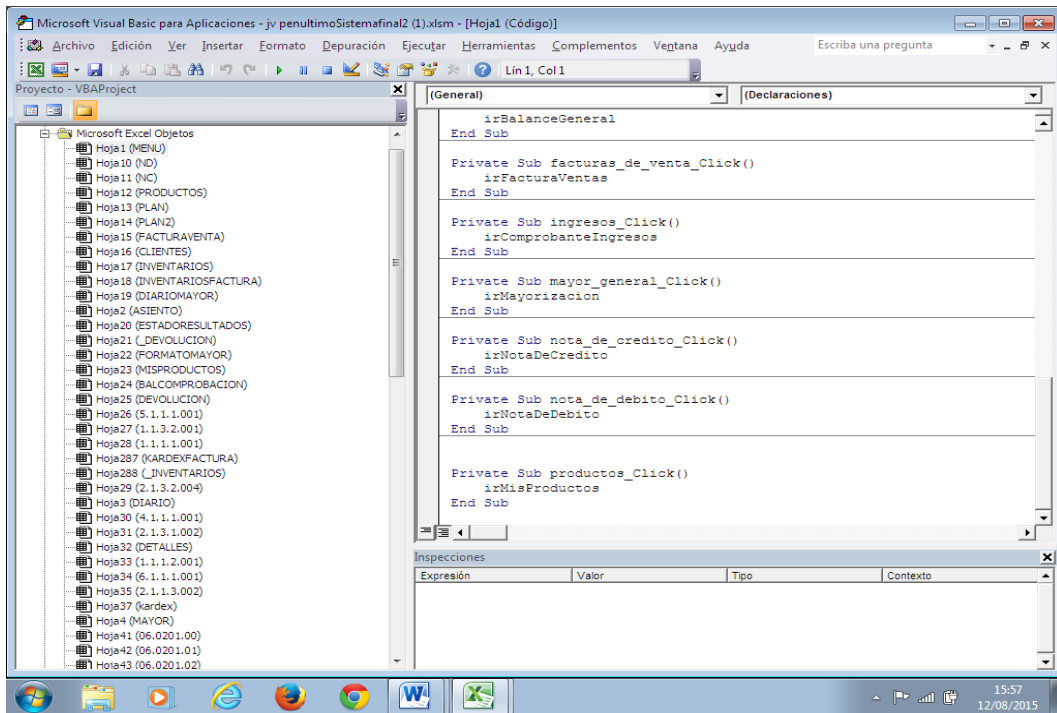 Microsoft Visual Basic para Aplicaciones - jv penultimoSistemafinal2 (1).xlsm - [Hoja1 (Código)]
Archivo Edición Ver Insertar Formato Depuración Ejecutar Herramientas Complementos Ventana Ayuda Escriba una pregunta
Lín 1, Col 1
Proyecto - VBAProject
Microsoft Excel Objetos
Hoja1 (MENU)
Hoja10 (ND)
Hoja11 (NC)
Hoja12 (PRODUCTOS)
Hoja13 (PLAN)
Hoja14 (PLAN2)
Hoja15 (FACTURAVENTA)
Hoja16 (CLIENTES)
Hoja17 (INVENTARIOS)
Hoja18 (INVENTARIOSFACTURA)
Hoja19 (DIARIOMAYOR)
Hoja2 (ASIENTO)
Hoja20 (ESTADORESULTADOS)
Hoja21 (_DEVOLUCION)
Hoja22 (FORMATOMAYOR)
Hoja23 (MISPRODUCTOS)
Hoja24 (BALCOMPROBACION)
Hoja25 (DEVOLUCION)
Hoja26 (5.1.1.1.001)
Hoja27 (1.1.3.2.001)
Hoja28 (1.1.1.1.001)
Hoja287 (KARDEXFACTURA)
Hoja288 (_INVENTARIOS)
Hoja29 (2.1.3.2.004)
Hoja3 (DIARIO)
Hoja30 (4.1.1.1.001)
Hoja31 (2.1.3.1.002)
Hoja32 (DETALLES)
Hoja33 (1.1.1.2.001)
Hoja34 (6.1.1.1.001)
Hoja35 (2.1.1.3.002)
Hoja37 (kardex)
Hoja4 (MAYOR)
Hoja41 (06.0201.00)
Hoja42 (06.0201.01)
Hoja43 (06.0201.02)
(General) (Declaraciones)
irBalanceGeneral
End Sub
Private Sub facturas_de_venta_Click()
irFacturaVentas
End Sub
Private Sub ingresos_Click()
irComprobanteIngresos
End Sub
Private Sub mayor_general_Click()
irMayorizacion
End Sub
Private Sub nota_de_credito_Click()
irNotaDeCredito
End Sub
Private Sub nota_de_debito_Click()
irNotaDeDebito
End Sub
Private Sub productos_Click()
irMisProductos
End Sub
Inspecciones
Expresión Valor Tipo Contexto
15:57
12/08/2015